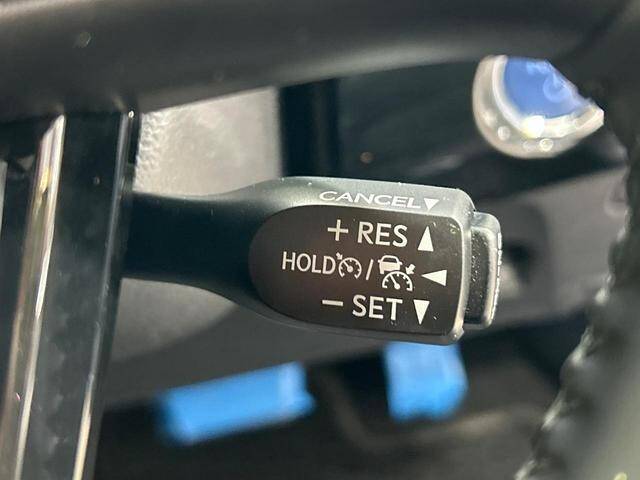 CANCEL▼
+ RES ▲
HOLD / ◀
− SET ▼